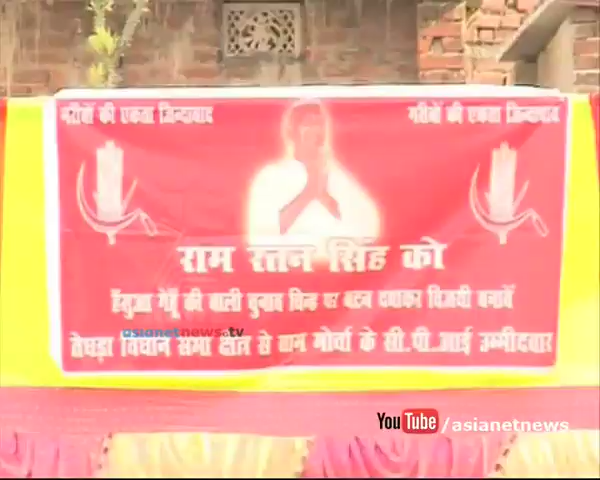 गरीबों की एकता जिन्दाबाद गरीबों की एकता जिन्दाबाद
राम रतन सिंह को
हँसुआ गेहूँ की बाली चुनाव चिन्ह पर बटन दबाकर विजयी बनावें
asianetnews.tv
तेघड़ा विधान सभा क्षेत्र से वाम मोर्चा के सी.पी.आई उम्मीदवार
YouTube /asianetnews